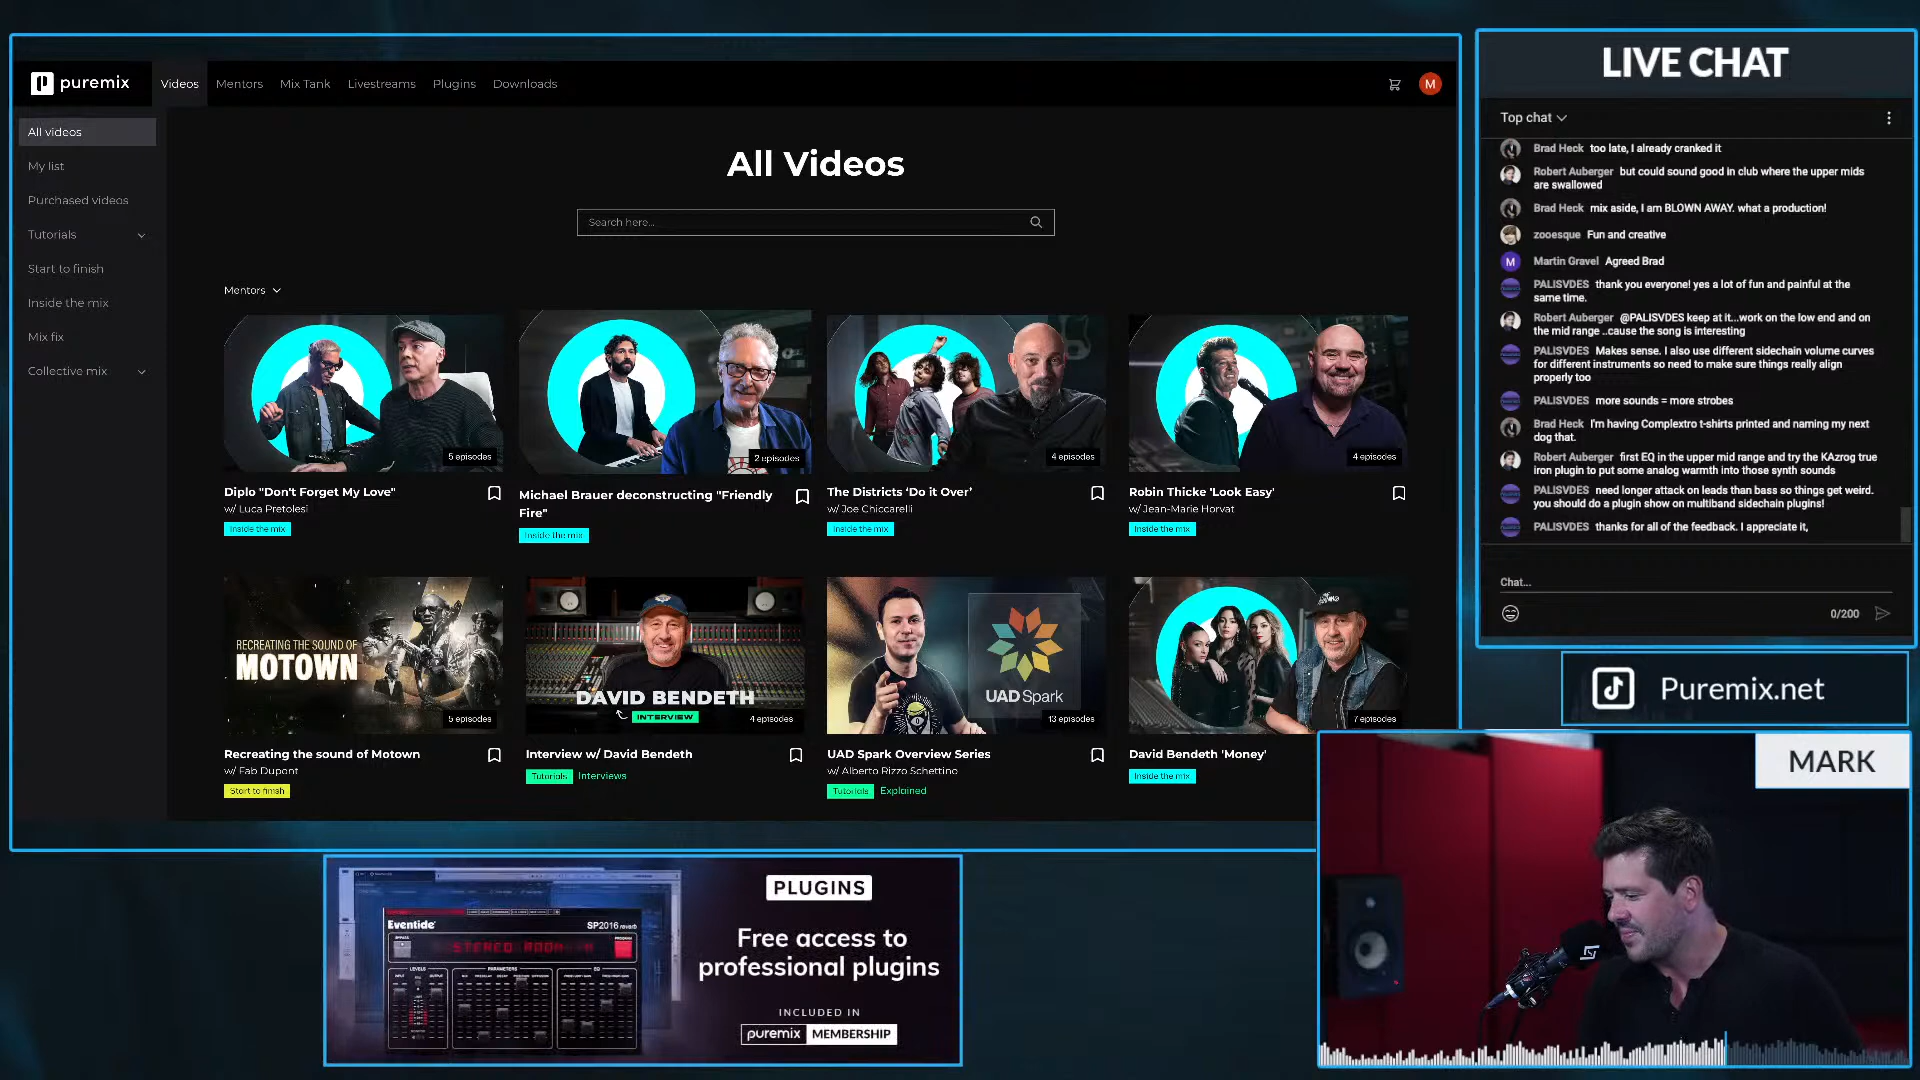 puremix
Videos
Mentors
Mix Tank
Livestreams
Plugins
Downloads
M
All videos
My list
Purchased videos
Tutorials
Start to finish
Inside the mix
Mix fix
Collective mix
All Videos
Search here...
Mentors
5 episodes
2 episodes
4 episodes
4 episodes
Diplo "Don't Forget My Love"
w/ Luca Pretolesi
Inside the mix
Michael Brauer deconstructing "Friendly
Fire"
Inside the mix
The Districts ‘Do it Over’
w/ Joe Chiccarelli
Inside the mix
Robin Thicke 'Look Easy'
w/ Jean-Marie Horvat
Inside the mix
RECREATING THE SOUND OF
MOTOWN
5 episodes
DAVID BENDETH
INTERVIEW
4 episodes
UAD Spark
13 episodes
7 episodes
Recreating the sound of Motown
w/ Fab Dupont
Start to finish
Interview w/ David Bendeth
Tutorials Interviews
UAD Spark Overview Series
w/ Alberto Rizzo Schettino
Tutorials Explained
David Bendeth 'Money'
Inside the mix
LIVE CHAT
Top chat
Brad Heck too late, I already cranked it
Robert Auberger but could sound good in club where the upper mids
are swallowed
Brad Heck mix aside, I am BLOWN AWAY. what a production!
zooesque Fun and creative
M Martin Gravel Agreed Brad
PALISVDES thank you everyone! yes a lot of fun and painful at the
same time.
Robert Auberger @PALISVDES keep at it...work on the low end and on
the mid range ..cause the song is interesting
PALISVDES Makes sense. I also use different sidechain volume curves
for different instruments so need to make sure things really align
properly too
PALISVDES more sounds = more strobes
Brad Heck I'm having Complextro t-shirts printed and naming my next
dog that.
Robert Auberger first EQ in the upper mid range and try the KAzrog true
iron plugin to put some analog warmth into those synth sounds
PALISVDES need longer attack on leads than bass so things get weird.
you should do a plugin show on multiband sidechain plugins!
PALISVDES thanks for all of the feedback. I appreciate it,
Chat...
0/200
Puremix.net
MARK
Eventide
SP2016 reverb
STEREO ROOM
LEVELS
PARAMETERS
EQ
INPUT
OUTPUT
PLUGINS
Free access to
professional plugins
INCLUDED IN
puremix MEMBERSHIP